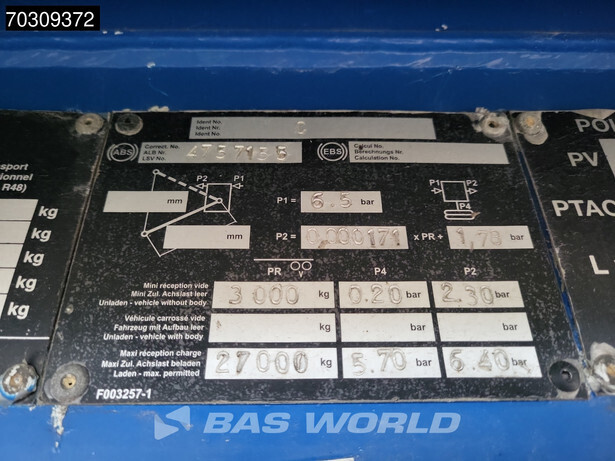 70309372
Ident No.
Ident Nr.
Ident No.
ABS
Correct. No.
ALB Nr.
LSV No.
EBS
Calcul No.
Berechnungs Nr.
Calculation No.
P2 P1
mm
mm
P1 = 6.5 bar
P2 = 0.000171 x PR + 1,78 bar
P1 P2
P4
PR V P4 P2
Mini réception vide
Mini Zul. Achslast leer
Unladen - vehicle without body
3000 kg 0.20 bar 2.30 bar
Véhicule carrossé vide
Fahrzeug mit Aufbau leer
Unladen - vehicle with body
kg bar bar
Maxi réception charge
Maxi Zul. Achslast beladen
Laden - max. permitted
27000 kg 5.70 bar 6.40 bar
F003257-1
kg
kg
kg
kg
kg
R48)
PV
PTAC
BAS WORLD